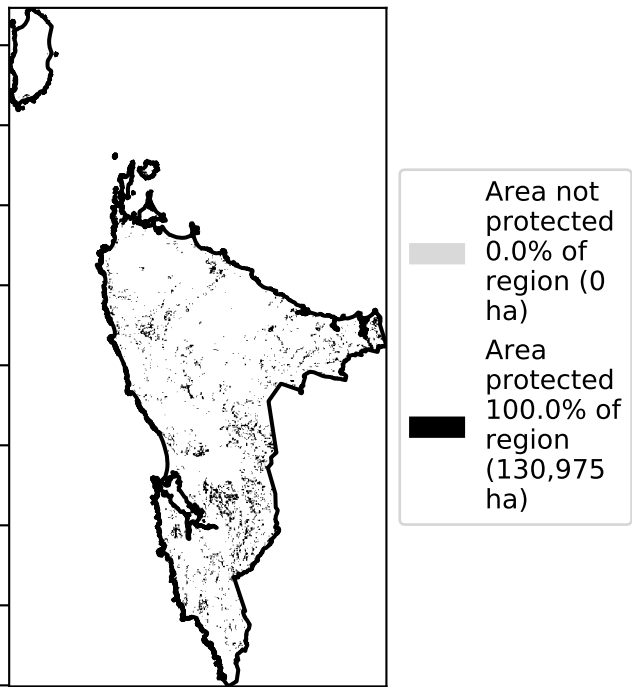 Area not
protected
0.0% of
region (0
ha)
Area
protected
100.0% of
region
(130,975
ha)